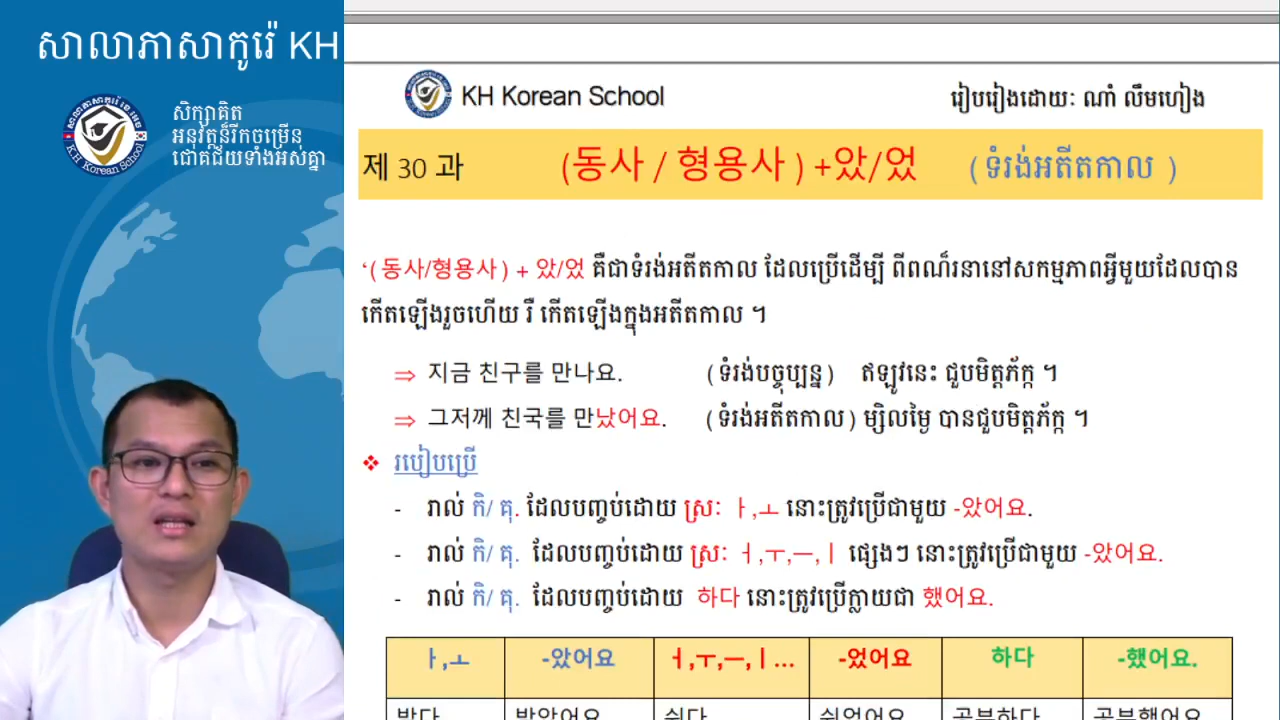 សាលាភាសាកូរ៉េ KH
សិក្សាគិត
អនុវត្តន៍រីកចម្រើន
ជោគជ័យទាំងអស់គ្នា
KH Korean School
រៀបរៀងដោយ: ណាំ លឹមហៀង
제 30 과 (동사 / 형용사 ) +았/었 (ទំរង់អតីតកាល )
‘(동사/형용사) + 았/었 គឺជាទំរង់អតីតកាល ដែលប្រើដើម្បី ពីពណ៌រនានៅសកម្មភាពអ្វីមួយដែលបាន
កើតឡើងរួចហើយ រឺ កើតឡើងក្នុងអតីតកាល ។
⇒ 지금 친구를 만나요. (ទំរង់បច្ចុប្បន្ន) ឥឡូវនេះ ជួបមិត្តភ័ក្ក ។
⇒ 그저께 친국를 만났어요. (ទំរង់អតីតកាល) ម្សិលម្ងៃ បានជួបមិត្តភ័ក្ក ។
❖ របៀបប្រើ
- រាល់ កិ/ គុ. ដែលបញ្ចប់ដោយ ស្រៈ ㅏ,ㅗ នោះត្រូវប្រើជាមួយ -았어요.
- រាល់ កិ/ គុ. ដែលបញ្ចប់ដោយ ស្រៈ ㅓ,ㅜ,ㅡ,ㅣ ផ្សេងៗ នោះត្រូវប្រើជាមួយ -았어요.
- រាល់ កិ/ គុ. ដែលបញ្ចប់ដោយ 하다 នោះត្រូវប្រើក្លាយជា 했어요.
ㅏ,ㅗ -았어요 ㅓ,ㅜ,ㅡ,ㅣ... -었어요 하다 -했어요.